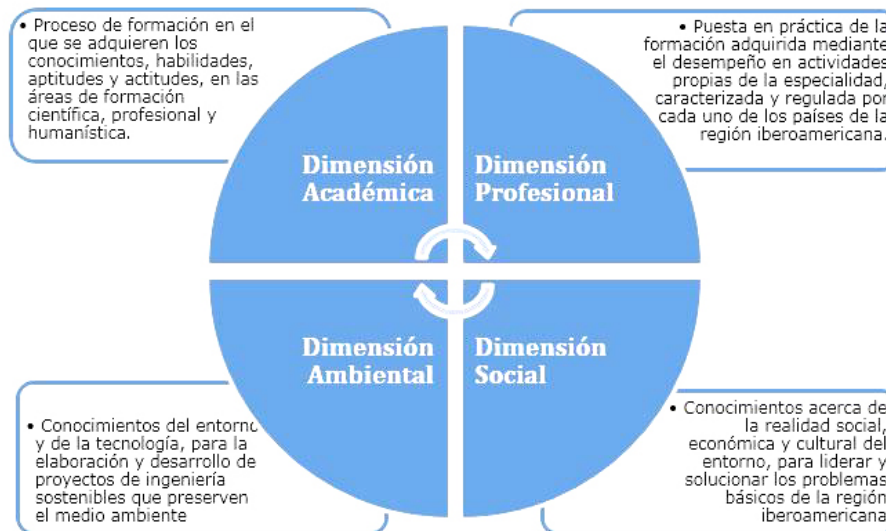 • Proceso de formación en el
que se adquieren los
conocimientos, habilidades,
aptitudes y actitudes, en las
áreas de formación
científica, profesional y
humanística.
• Puesta en práctica de la
formación adquirida mediante
el desempeño en actividades
propias de la especialidad,
caracterizada y regulada por
cada uno de los países de la
región iberoamericana.
Dimensión
Académica
Dimensión
Profesional
Dimensión
Ambiental
Dimensión
Social
• Conocimientos del entorno
y de la tecnología, para la
elaboración y desarrollo de
proyectos de ingeniería
sostenibles que preserven
el medio ambiente
• Conocimientos acerca de
la realidad social,
económica y cultural del
entorno, para liderar y
solucionar los problemas
básicos de la región
iberoamericana